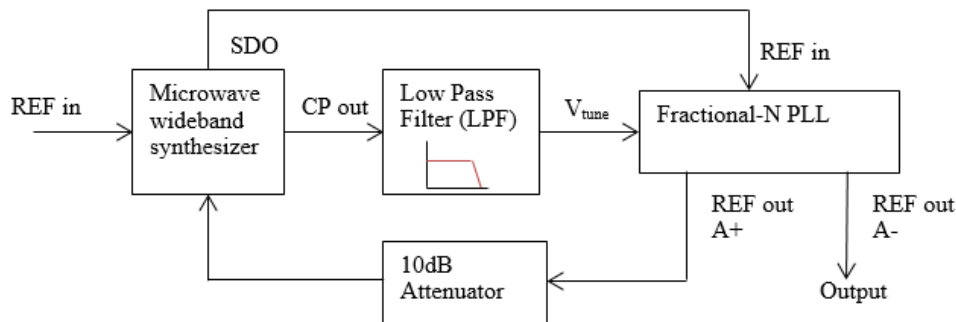 SDO
REF in
REF in
Microwave
wideband
synthesizer
CP out
Low Pass
Filter (LPF)
Vtune
Fractional-N PLL
REF out
A+
REF out
A-
10dB
Attenuator
Output